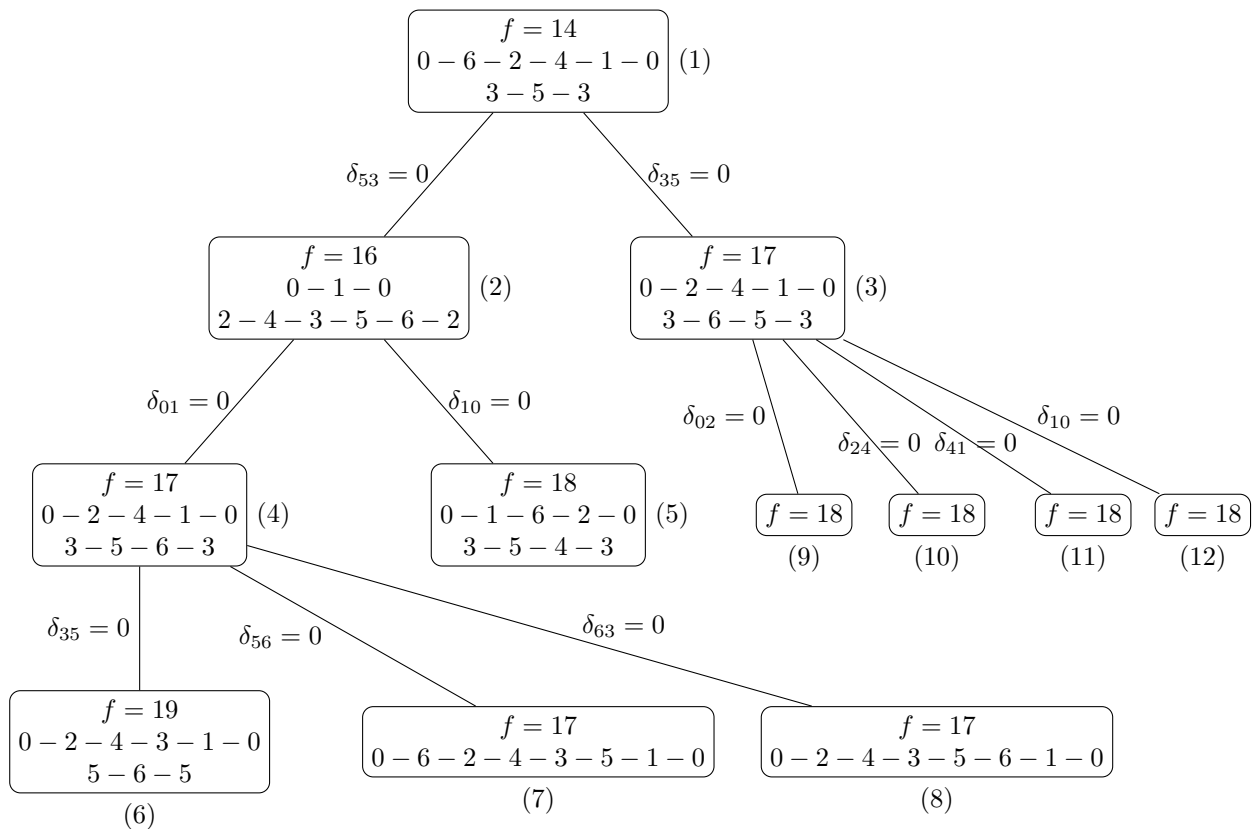 f = 14
0 − 6 − 2 − 4 − 1 − 0
3 − 5 − 3
(1)
δ53 = 0
δ35 = 0
f = 16
0 − 1 − 0
2 − 4 − 3 − 5 − 6 − 2
(2)
f = 17
0 − 2 − 4 − 1 − 0
3 − 6 − 5 − 3
(3)
δ01 = 0
δ10 = 0
δ02 = 0
δ24 = 0
δ41 = 0
δ10 = 0
f = 17
0 − 2 − 4 − 1 − 0
3 − 5 − 6 − 3
(4)
f = 18
0 − 1 − 6 − 2 − 0
3 − 5 − 4 − 3
(5)
f = 18
(9)
f = 18
(10)
f = 18
(11)
f = 18
(12)
δ35 = 0
δ56 = 0
δ63 = 0
f = 19
0 − 2 − 4 − 3 − 1 − 0
5 − 6 − 5
(6)
f = 17
0 − 6 − 2 − 4 − 3 − 5 − 1 − 0
(7)
f = 17
0 − 2 − 4 − 3 − 5 − 6 − 1 − 0
(8)